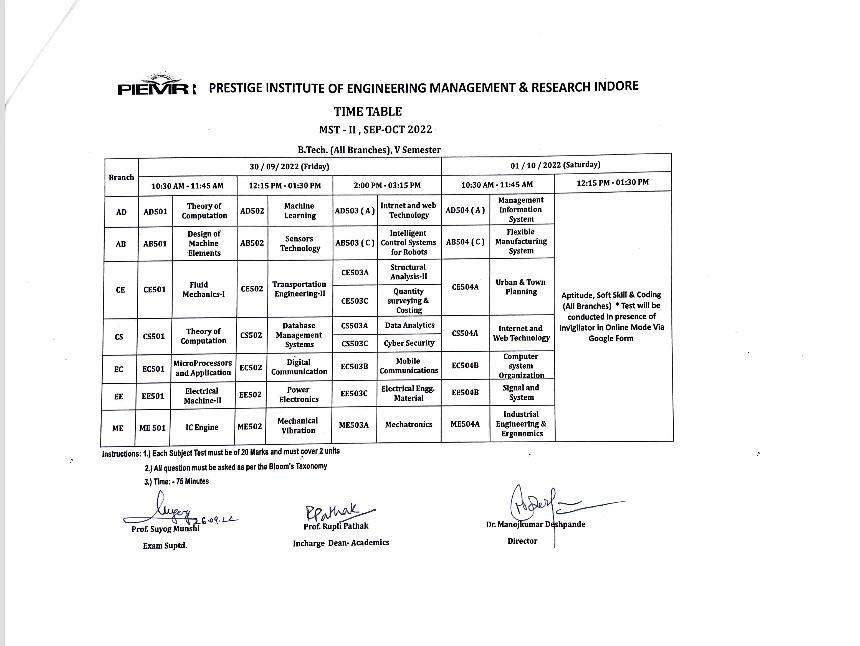 PIEMR : PRESTIGE INSTITUTE OF ENGINEERING MANAGEMENT & RESEARCH INDORE
TIME TABLE
MST - II , SEP-OCT 2022
B.Tech. (All Branches), V Semester
Branch 30 / 09/ 2022 (Friday) 01 / 10 / 2022 (Saturday)
10:30 AM - 11:45 AM 12:15 PM - 01:30 PM 2:00 PM - 03:15 PM 10:30 AM - 11:45 AM 12:15 PM - 01:30 PM
AD AD501 Theory of Computation AD502 Machine Learning AD503 ( A ) Intrnet and web Technology AD504 ( A ) Management Information System
AB AB501 Design of Machine Elements AB502 Sensors Technology AB503 ( C ) Intelligent Control Systems for Robots AB504 ( C ) Flexible Manufacturing System
CE CE501 Fluid Mechanics-I CE502 Transportation Engineering-II CE503A Structural Analysis-II CE504A Urban & Town Planning
CE503C Quantity surveying & Costing
Aptitude, Soft Skill & Coding (All Branches) * Test will be conducted in presence of Invigilator in Online Mode Via Google Form
CS CS501 Theory of Computation CS502 Database Management Systems CS503A Data Analytics CS504A Internet and Web Technology
CS503C Cyber Security
EC EC501 MicroProcessors and Application EC502 Digital Communication EC503B Mobile Communications EC504B Computer system Organization
EE EE501 Electrical Machine-II EE502 Power Electronics EE503C Electrical Engg. Material EE504B Signal and System
ME ME 501 IC Engine ME502 Mechanical Vibration ME503A Mechatronics ME504A Industrial Engineering & Ergonomics
Instructions: 1.) Each Subject Test must be of 20 Marks and must cover 2 units
2.) All question must be asked as per the Bloom's Taxonomy
3.) Time: - 75 Minutes
RPathak
Prof. Suyog Munshi Prof. Rupli Pathak Dr. Manojkumar Deshpande
Exam Suptd. Incharge Dean- Academics Director